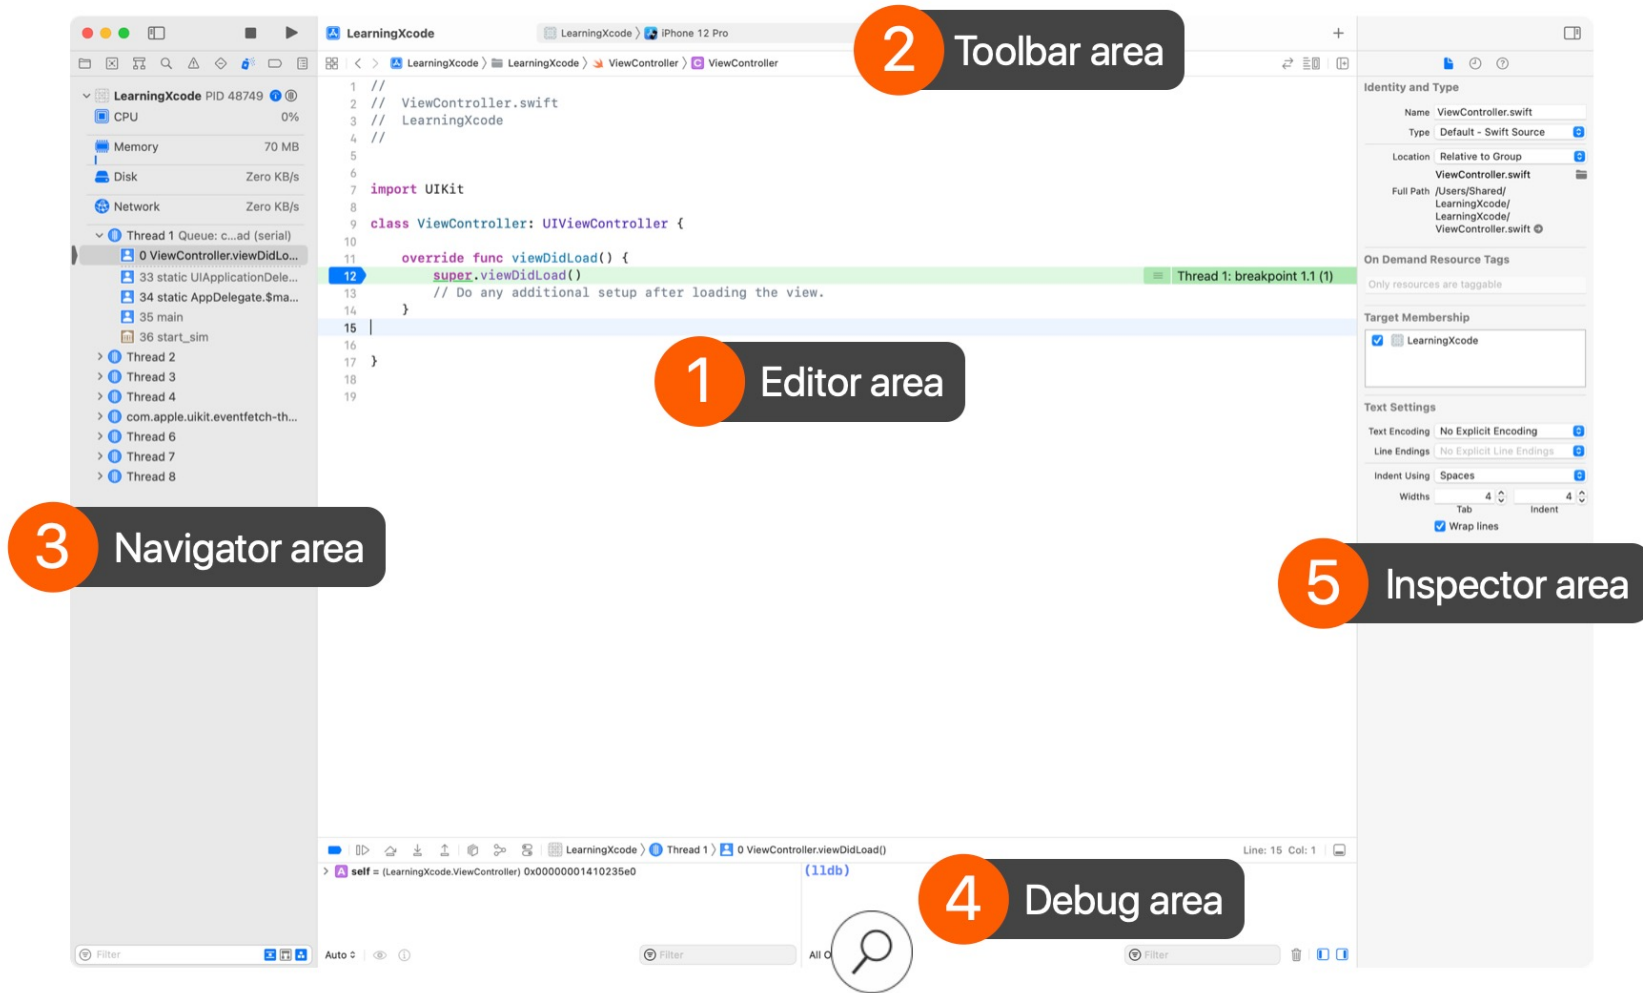 LearningXcode
LearningXcode iPhone 12 Pro
2 Toolbar area
LearningXcode LearningXcode ViewController C ViewController
LearningXcode PID 48749
CPU 0%
Memory 70 MB
Disk Zero KB/s
Network Zero KB/s
Thread 1 Queue: c...ad (serial)
0 ViewController.viewDidLo...
33 static UIApplicationDele...
34 static AppDelegate.$ma...
35 main
36 start_sim
Thread 2
Thread 3
Thread 4
com.apple.uikit.eventfetch-th...
Thread 6
Thread 7
Thread 8
3 Navigator area
Filter
1 //
2 //  ViewController.swift
3 //  LearningXcode
4 //
5
6
7 import UIKit
8
9 class ViewController: UIViewController {
10
11     override func viewDidLoad() {
12         super.viewDidLoad()
Thread 1: breakpoint 1.1 (1)
13         // Do any additional setup after loading the view.
14     }
15
16
17 }
18
19
1 Editor area
LearningXcode Thread 1 0 ViewController.viewDidLoad()
Line: 15 Col: 1
A self = (LearningXcode.ViewController) 0x00000001410235e0
(lldb)
4 Debug area
Auto
Filter
All
Filter
Identity and Type
Name ViewController.swift
Type Default - Swift Source
Location Relative to Group
ViewController.swift
Full Path /Users/Shared/
LearningXcode/
LearningXcode/
ViewController.swift
On Demand Resource Tags
Only resources are taggable
Target Membership
LearningXcode
Text Settings
Text Encoding No Explicit Encoding
Line Endings No Explicit Line Endings
Indent Using Spaces
Widths 4 4
Tab Indent
Wrap lines
5 Inspector area